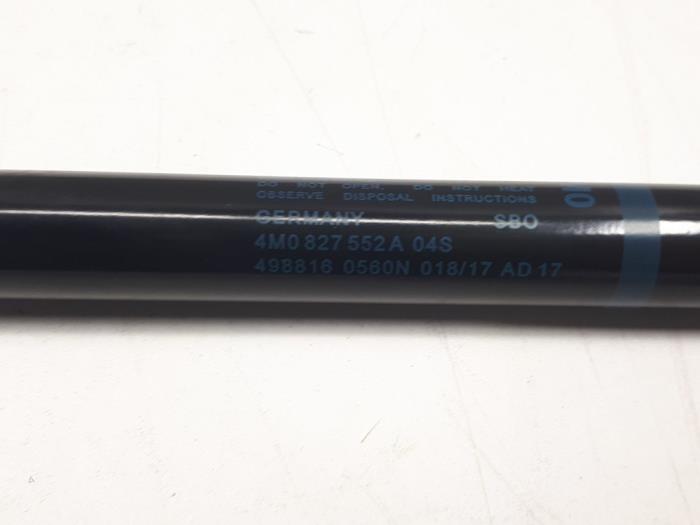 DO NOT OPEN. DO NOT HEAT
OBSERVE DISPOSAL INSTRUCTIONS
GERMANY SBO
4M0 827 552 A 04S
498816 0560N 018/17 AD 17